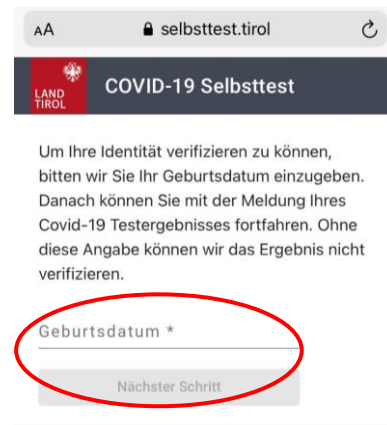 AA selbsttest.tirol
LAND
TIROL
COVID-19 Selbsttest
Um Ihre Identität verifizieren zu können,
bitten wir Sie Ihr Geburtsdatum einzugeben.
Danach können Sie mit der Meldung Ihres
Covid-19 Testergebnisses fortfahren. Ohne
diese Angabe können wir das Ergebnis nicht
verifizieren.
Geburtsdatum *
Nächster Schritt